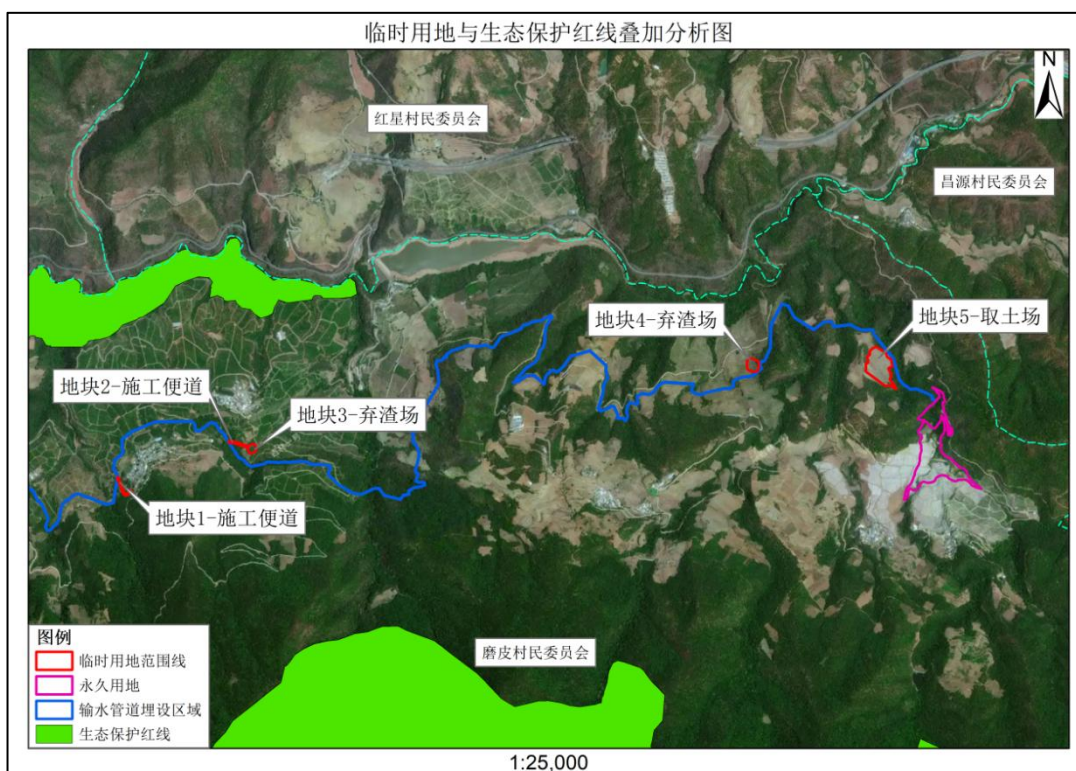 临时用地与生态保护红线叠加分析图
N
红星村民委员会
昌源村民委员会
地块4-弃渣场
地块5-取土场
地块2-施工便道
地块3-弃渣场
地块1-施工便道
磨皮村民委员会
图例
临时用地范围线
永久用地
输水管道埋设区域
生态保护红线
1:25,000